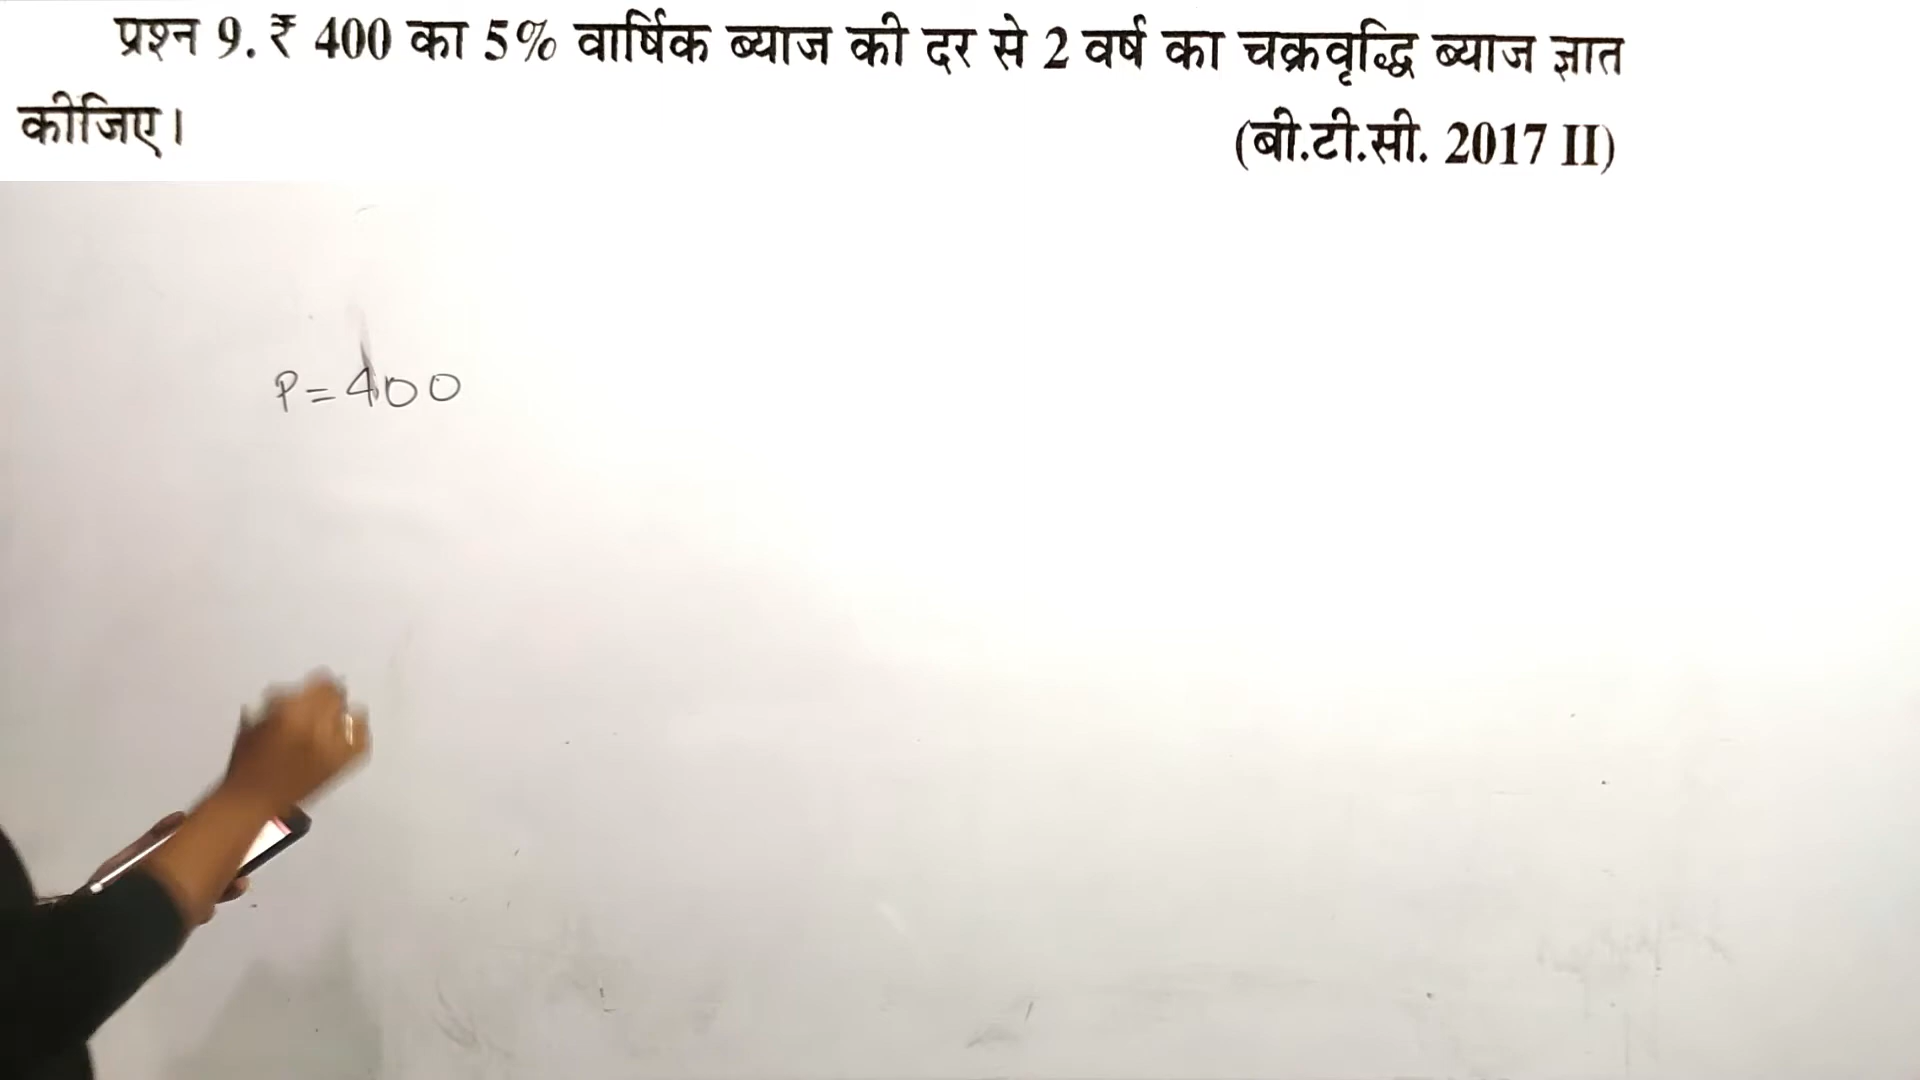 प्रश्न 9. ₹ 400 का 5% वार्षिक ब्याज की दर से 2 वर्ष का चक्रवृद्धि ब्याज ज्ञात
कीजिए।
(बी.टी.सी. 2017 II)
P = 400